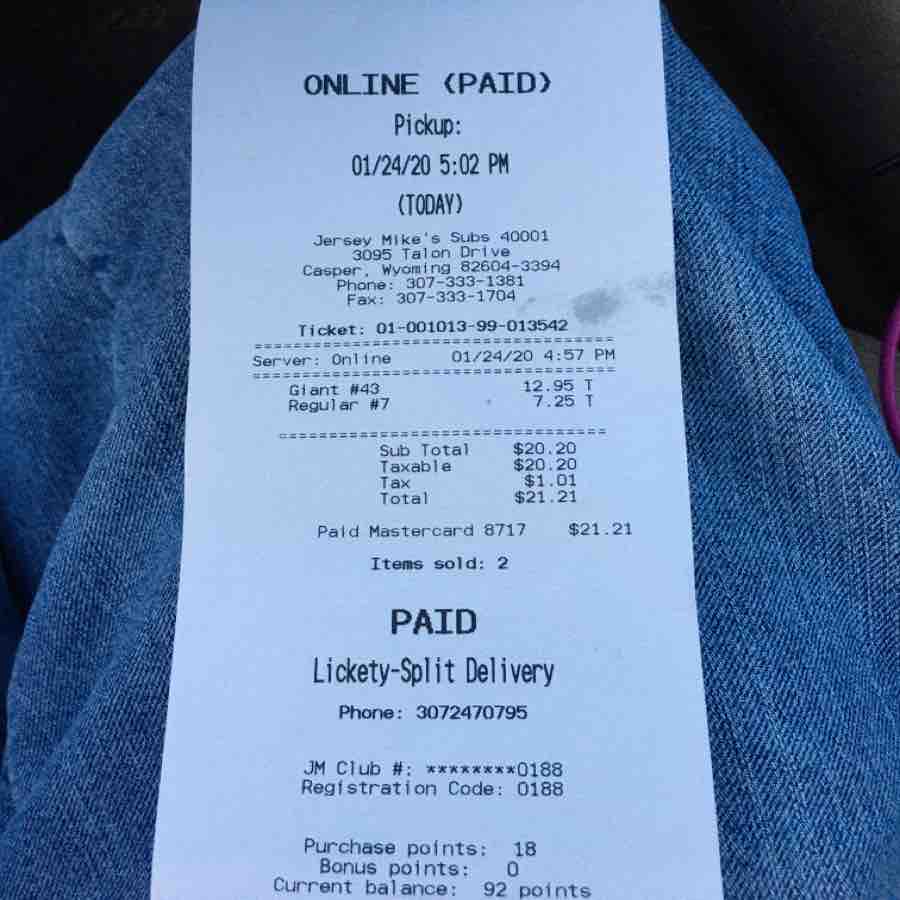 ONLINE (PAID)
Pickup:
01/24/20 5:02 PM
(TODAY)
Jersey Mike's Subs 40001
3095 Talon Drive
Casper, Wyoming 82604-3394
Phone: 307-333-1381
Fax: 307-333-1704
Ticket: 01-001013-99-013542
===================================
Server: Online 01/24/20 4:57 PM
===================================
Giant #43 12.95 T
Regular #7 7.25 T
================================
Sub Total $20.20
Taxable $20.20
Tax $1.01
Total $21.21
Paid Mastercard 8717 $21.21
Items sold: 2
PAID
Lickety-Split Delivery
Phone: 3072470795
JM Club #: ********0188
Registration Code: 0188
Purchase points: 18
Bonus points: 0
Current balance: 92 points